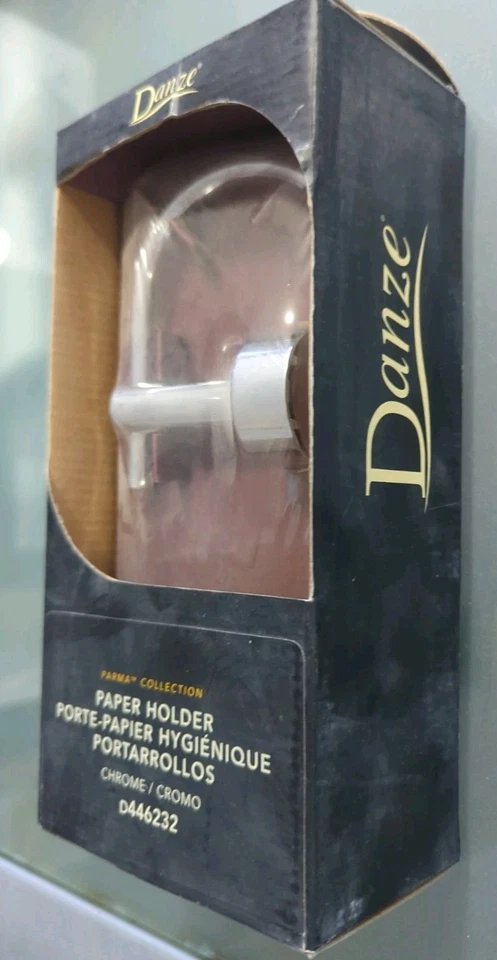 Danze®
Danze®
PARMA™ COLLECTION
PAPER HOLDER
PORTE-PAPIER HYGIÉNIQUE
PORTARROLLOS
CHROME / CROMO
D446232